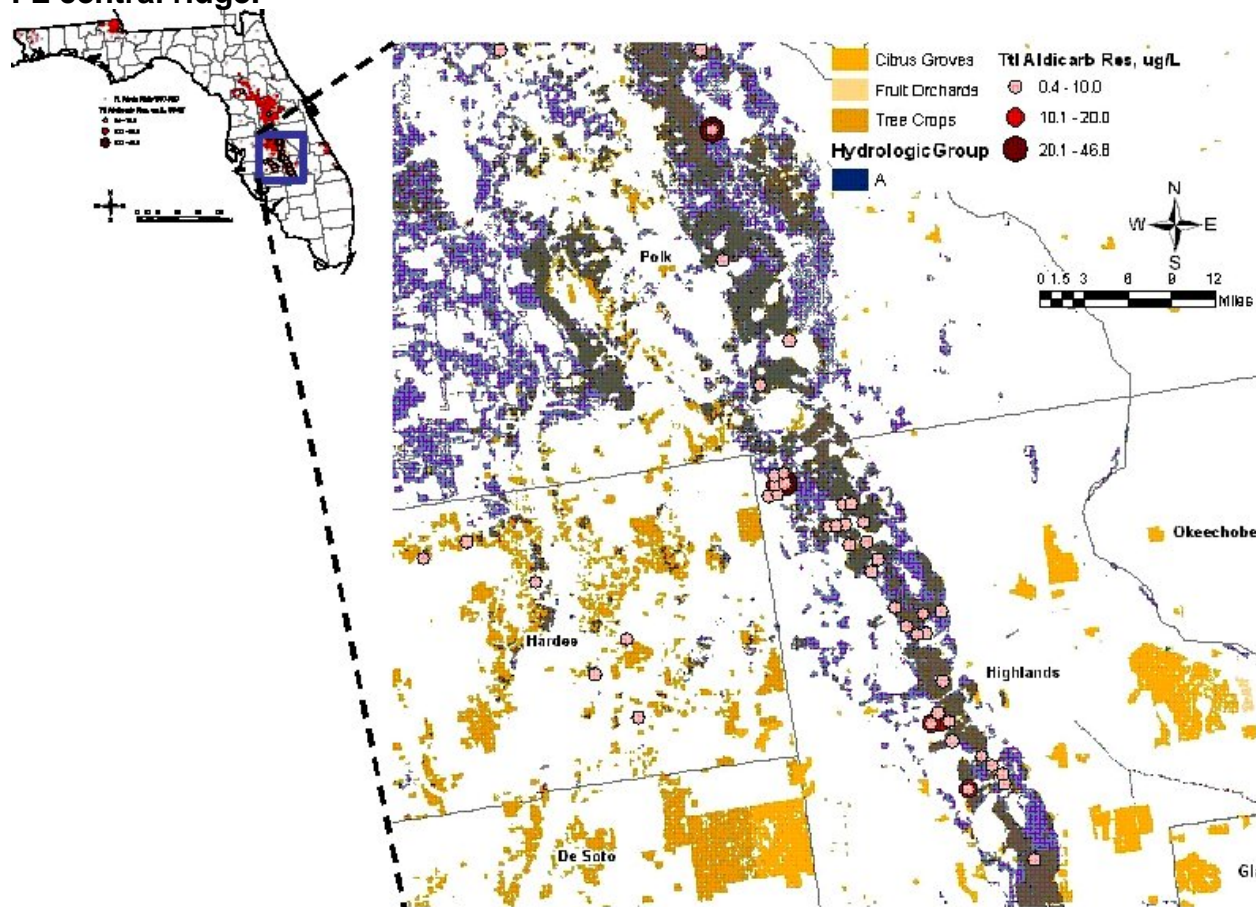 Citrus Groves
Fruit Orchards
Tree Crops
Hydrologic Group
A
Ttl Aldicarb Res, ug/L
0.4 - 10.0
10.1 - 20.0
20.1 - 46.8
N
W E
S
0 1.5 3 6 9 12
Miles
Polk
Okeechobe
Hardee
Highlands
De Soto
Gl